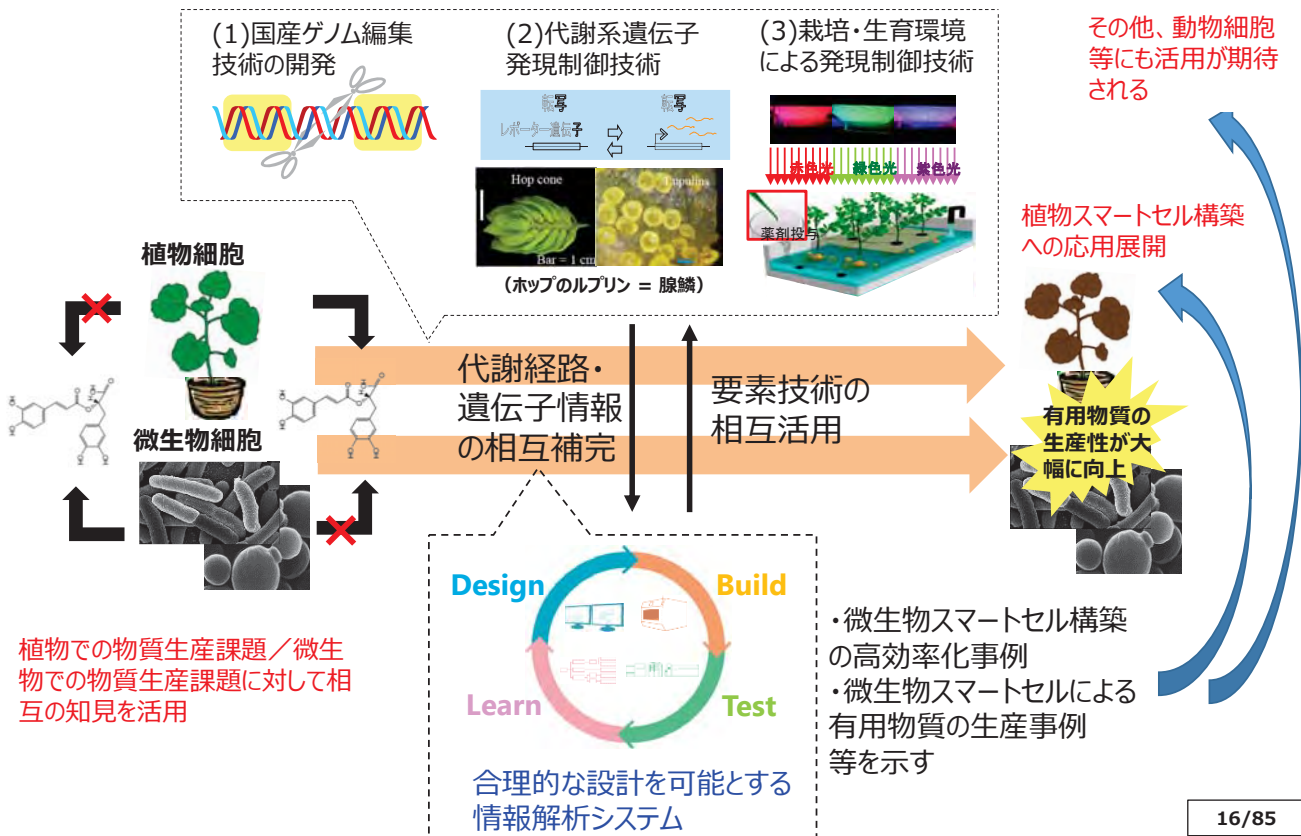 (1)国産ゲノム編集
技術の開発
(2)代謝系遺伝子
発現制御技術
(3)栽培・生育環境
による発現制御技術
その他、動物細胞
等にも活用が期待
される
転写
転写
レポーター遺伝子
Hop cone
Bar = 1 cm
Lupulins
(ホップのルプリン = 腺鱗)
赤色光
緑色光
紫色光
薬剤投与
植物スマートセル構築
への応用展開
植物細胞
微生物細胞
代謝経路・
遺伝子情報
の相互補完
要素技術の
相互活用
有用物質の
生産性が大
幅に向上
Design
Build
Learn
Test
合理的な設計を可能とする
情報解析システム
植物での物質生産課題／微生
物での物質生産課題に対して相
互の知見を活用
・微生物スマートセル構築
の高効率化事例
・微生物スマートセルによる
有用物質の生産事例
等を示す
16/85